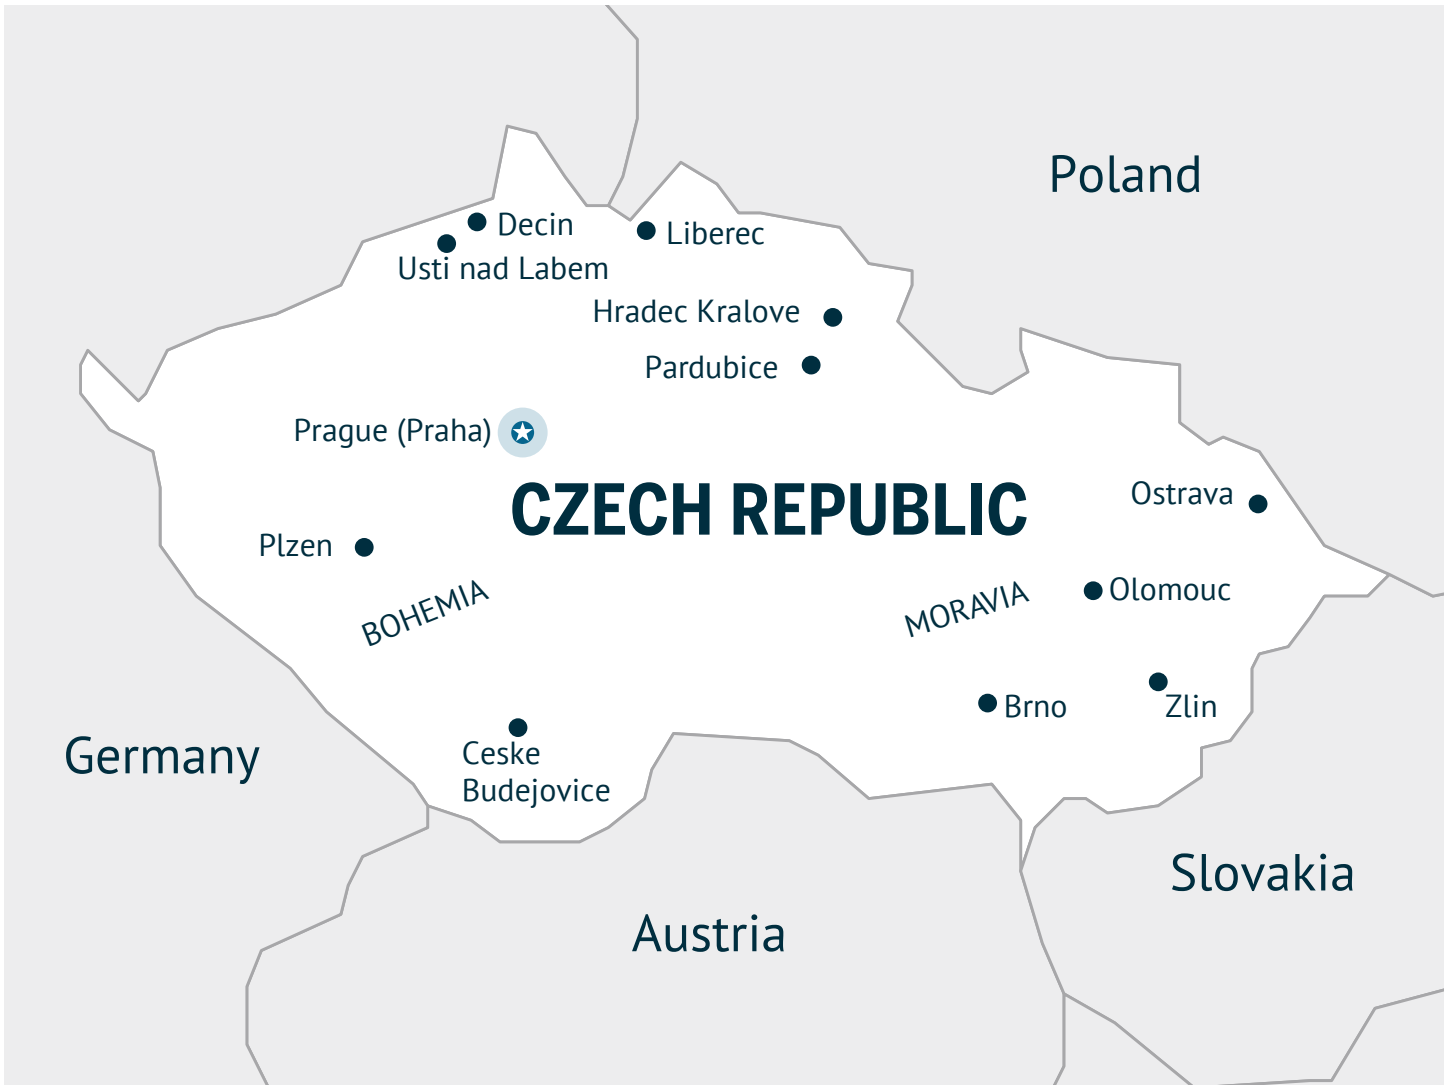 Poland
Decin
Liberec
Usti nad Labem
Hradec Kralove
Pardubice
Prague (Praha)
CZECH REPUBLIC
Ostrava
Plzen
Olomouc
BOHEMIA
MORAVIA
Brno
Zlin
Germany
Ceske
Budejovice
Slovakia
Austria